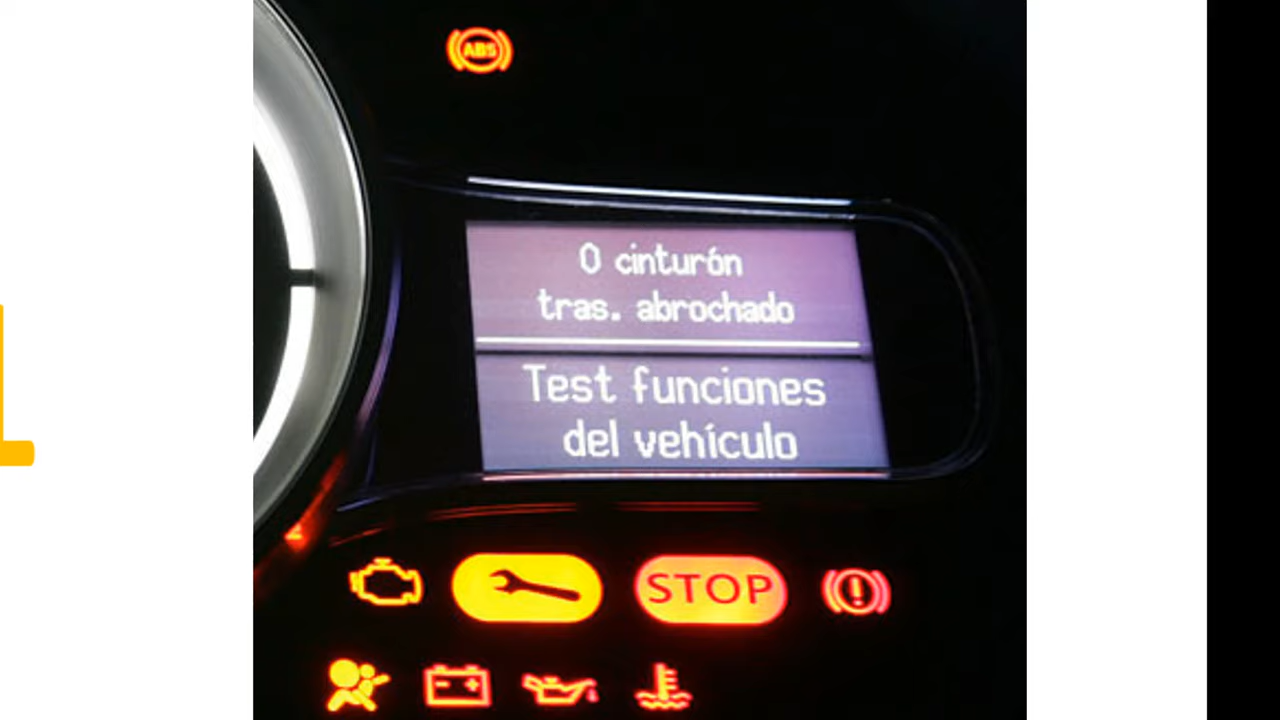 ABS
0 cinturón
tras. abrochado
Test funciones
del vehículo
STOP